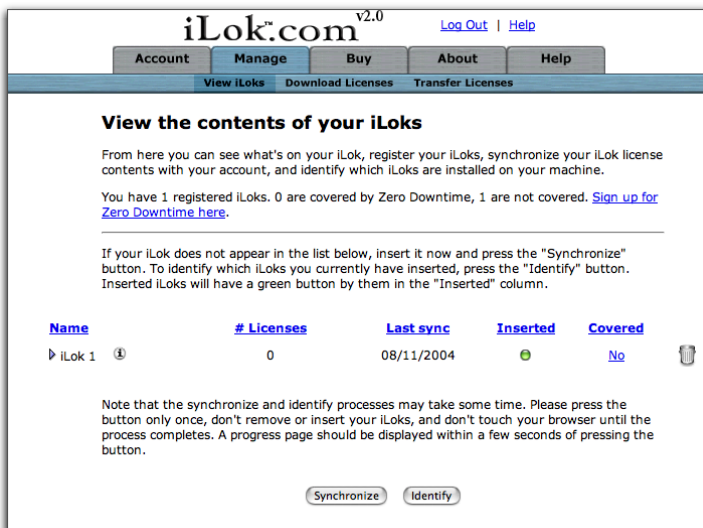 iLok.com v2.0
Log Out | Help
Account Manage Buy About Help
View iLoks Download Licenses Transfer Licenses
View the contents of your iLoks
From here you can see what's on your iLok, register your iLoks, synchronize your iLok license
contents with your account, and identify which iLoks are installed on your machine.
You have 1 registered iLoks. 0 are covered by Zero Downtime, 1 are not covered. Sign up for
Zero Downtime here.
If your iLok does not appear in the list below, insert it now and press the "Synchronize"
button. To identify which iLoks you currently have inserted, press the "Identify" button.
Inserted iLoks will have a green button by them in the "Inserted" column.
Name # Licenses Last sync Inserted Covered
iLok 1 0 08/11/2004 No
Note that the synchronize and identify processes may take some time. Please press the
button only once, don't remove or insert your iLoks, and don't touch your browser until the
process completes. A progress page should be displayed within a few seconds of pressing the
button.
Synchronize Identify